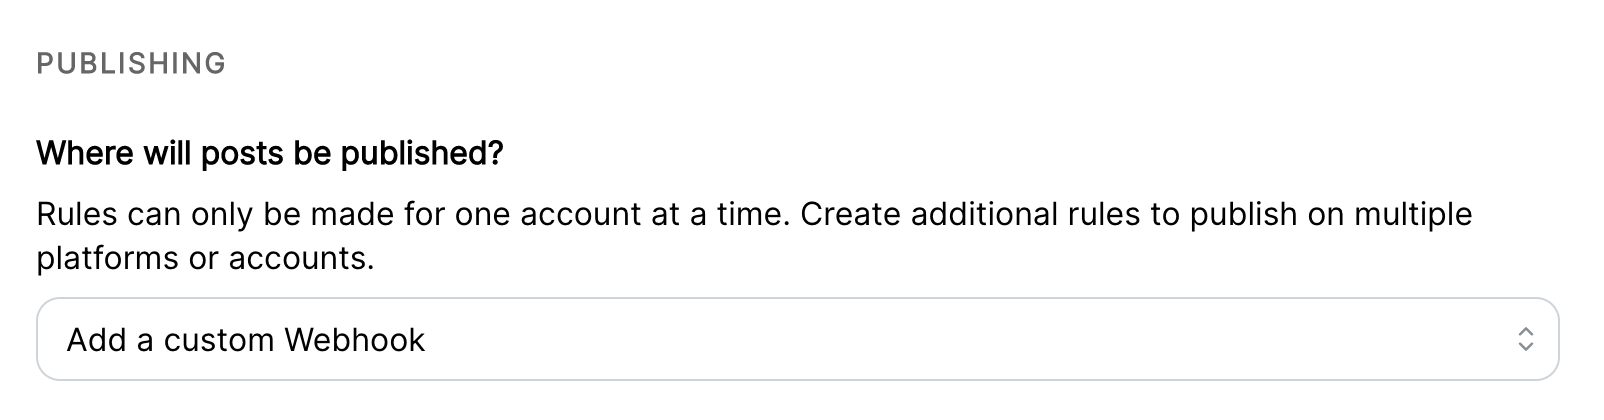 PUBLISHING
Where will posts be published?
Rules can only be made for one account at a time. Create additional rules to publish on multiple
platforms or accounts.
Add a custom Webhook